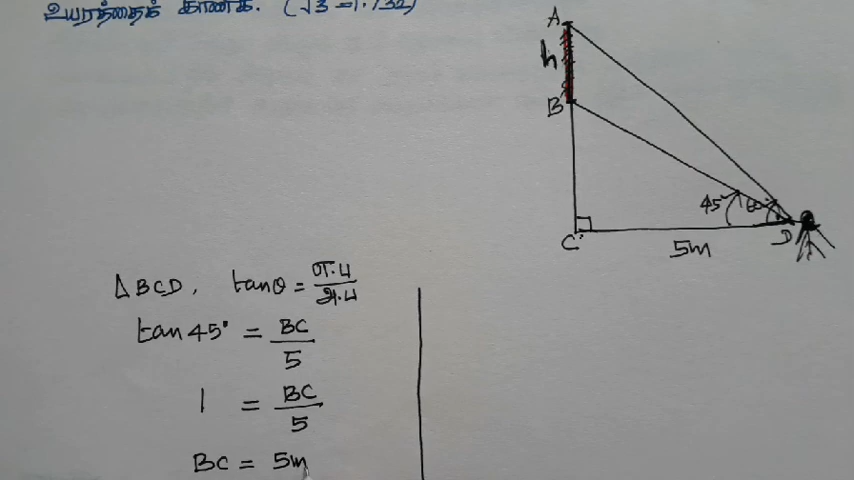 உயரத்தைக் காண்க. (√3 = 1.732)
A
h
B
45° 60°
C D
5m
ΔBCD, tanθ = எ.ப / அ.ப
tan 45° = BC / 5
1 = BC / 5
BC = 5m